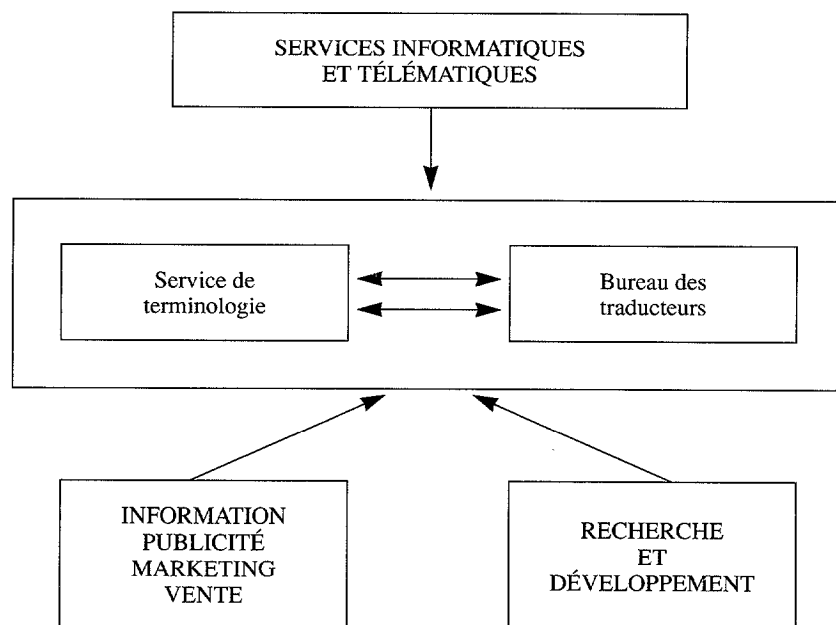 SERVICES INFORMATIQUES
ET TÉLÉMATIQUES
Service de
terminologie
Bureau des
traducteurs
INFORMATION
PUBLICITÉ
MARKETING
VENTE
RECHERCHE
ET
DÉVELOPPEMENT